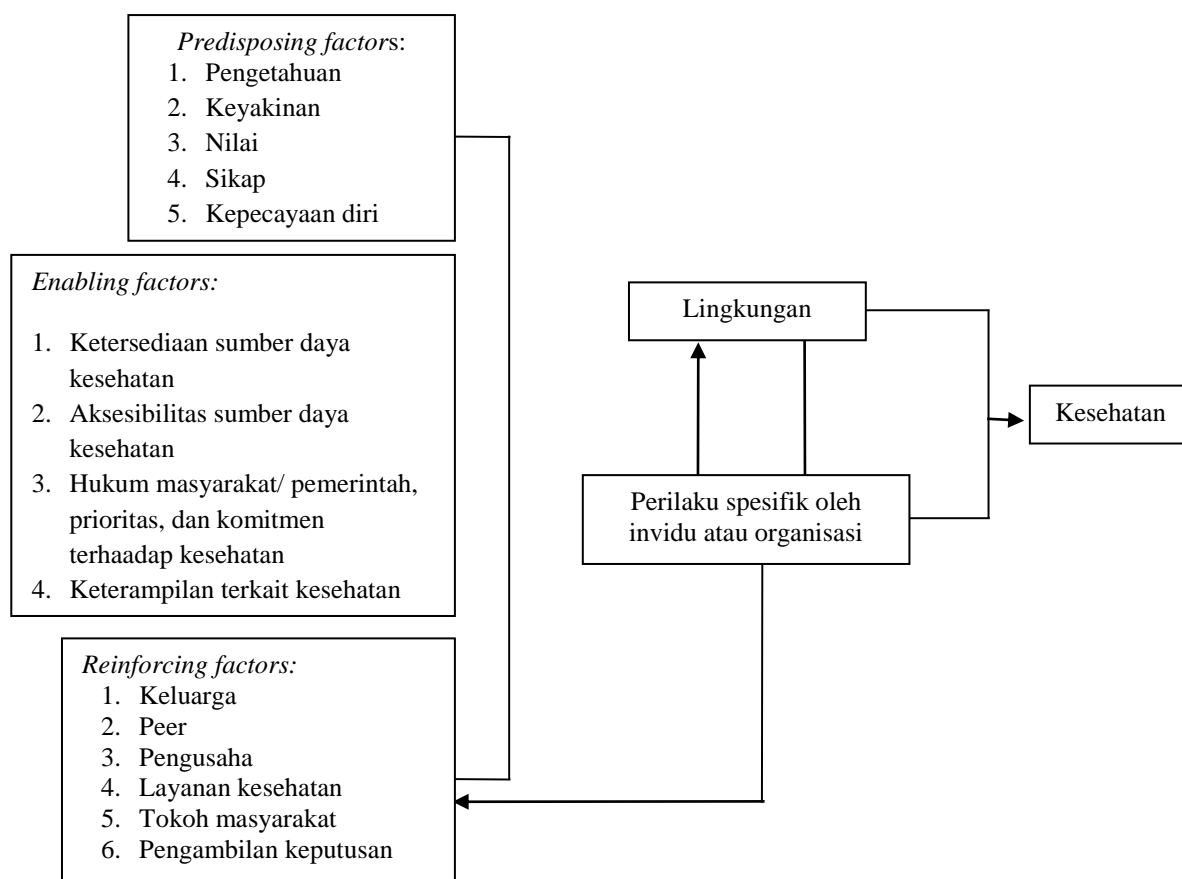 Predisposing factors:
1. Pengetahuan
2. Keyakinan
3. Nilai
4. Sikap
5. Kepecayaan diri
Enabling factors:
1. Ketersediaan sumber daya
kesehatan
2. Aksesibilitas sumber daya
kesehatan
3. Hukum masyarakat/ pemerintah,
prioritas, dan komitmen
terhaadap kesehatan
4. Keterampilan terkait kesehatan
Reinforcing factors:
1. Keluarga
2. Peer
3. Pengusaha
4. Layanan kesehatan
5. Tokoh masyarakat
6. Pengambilan keputusan
Lingkungan
Perilaku spesifik oleh
invidu atau organisasi
Kesehatan